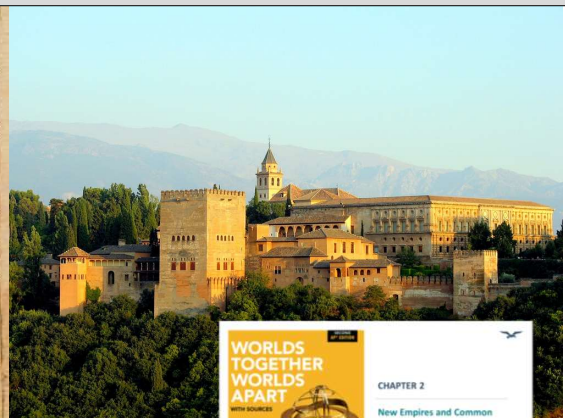 WORLDS
TOGETHER
WORLDS
APART
WITH SOURCES
CHAPTER 2
New Empires and Common